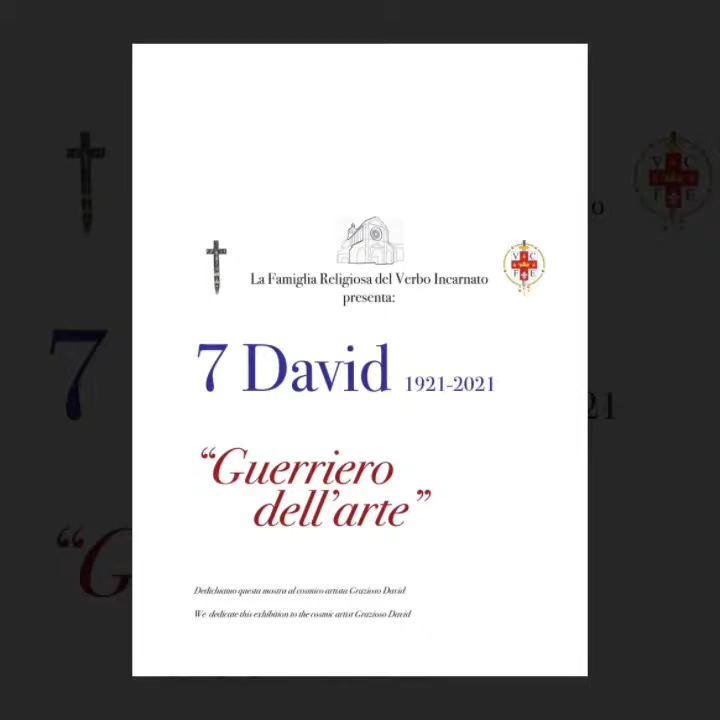 V C
F E
La Famiglia Religiosa del Verbo Incarnato
presenta:
7 David 1921-2021
“Guerriero
dell’arte”
Dedichiamo questa mostra al cosmico artista Grazioso David
We dedicate this exhibition to the cosmic artist Grazioso David